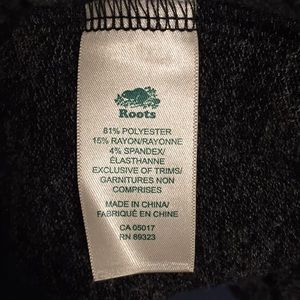 Roots
81% POLYESTER
15% RAYON/RAYONNE
4% SPANDEX/
ÉLASTHANNE
EXCLUSIVE OF TRIMS/
GARNITURES NON
COMPRISES
MADE IN CHINA/
FABRIQUÉ EN CHINE
CA 05017
RN 89323